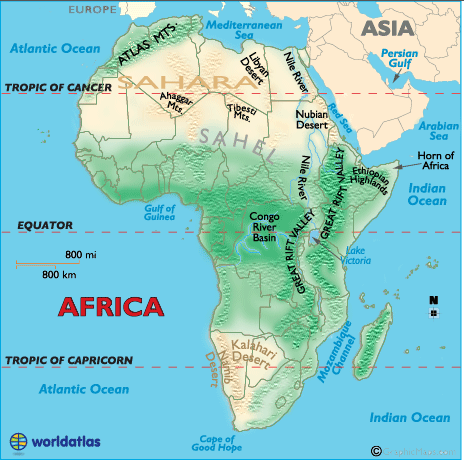 EUROPE
ASIA
Atlantic Ocean
Mediterranean
Sea
ATLAS MTS.
Libyan
Desert
Nile River
Persian
Gulf
SAHARA
TROPIC OF CANCER
Ahaggar
Mts.
Tibesti
Mts.
Nubian
Desert
Red Sea
Arabian
Sea
SAHEL
Nile River
GREAT RIFT VALLEY
Ethiopian
Highlands
Horn of
Africa
Indian
Ocean
Gulf of
Guinea
Congo
River
Basin
EQUATOR
GREAT RIFT VALLEY
Lake
Victoria
800 mi
800 km
AFRICA
N
Mozambique
Channel
TROPIC OF CAPRICORN
Kalahari
Desert
Namib
Desert
Atlantic Ocean
Indian Ocean
Cape of
Good Hope
worldatlas
©GraphicMaps.com